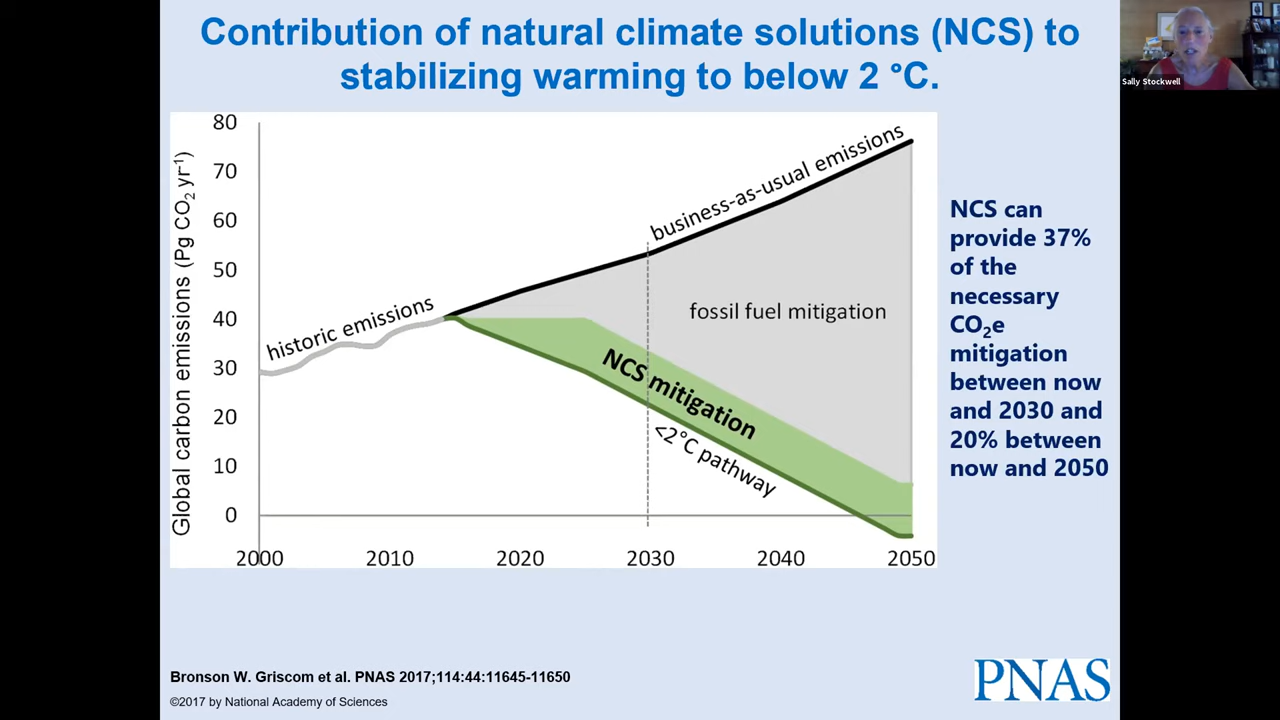 Contribution of natural climate solutions (NCS) to
stabilizing warming to below 2 °C.
Sally Stockwell
Global carbon emissions (Pg CO₂ yr⁻¹)
80
70
60
50
40
30
20
10
0
2000
2010
2020
2030
2040
2050
historic emissions
business-as-usual emissions
fossil fuel mitigation
NCS mitigation
<2°C pathway
NCS can
provide 37%
of the
necessary
CO₂e
mitigation
between now
and 2030 and
20% between
now and 2050
Bronson W. Griscom et al. PNAS 2017;114:44:11645-11650
©2017 by National Academy of Sciences
PNAS